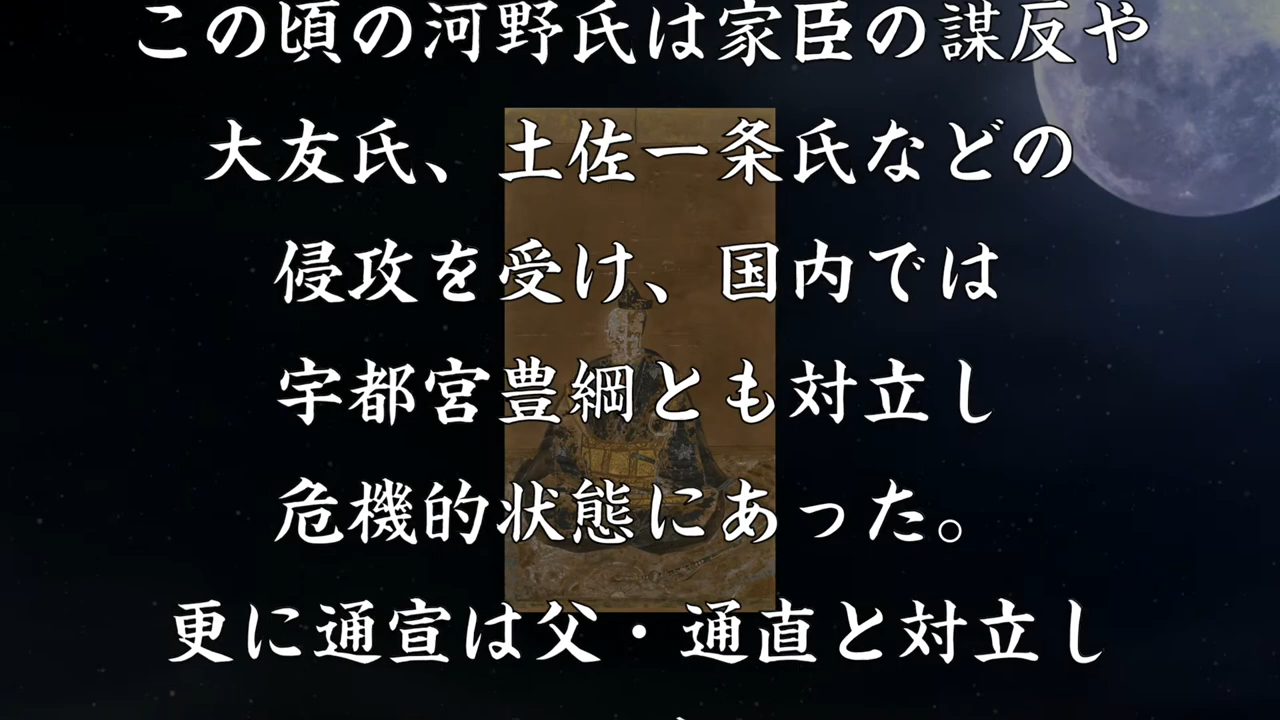 この頃の河野氏は家臣の謀反や
大友氏、土佐一条氏などの
侵攻を受け、国内では
宇都宮豊綱とも対立し
危機的状態にあった。
更に通宣は父・通直と対立し